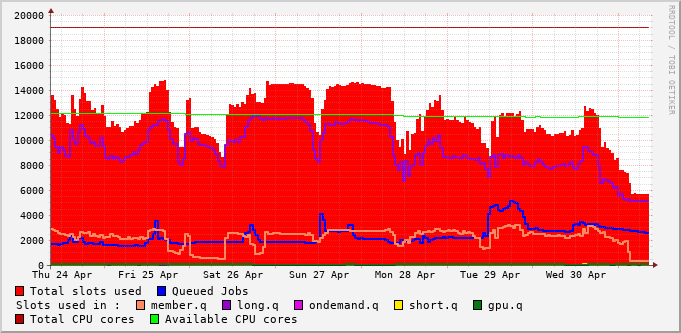 20000
18000
16000
14000
12000
10000
8000
6000
4000
2000
0
Thu 24 Apr Fri 25 Apr Sat 26 Apr Sun 27 Apr Mon 28 Apr Tue 29 Apr Wed 30 Apr
Total slots used Queued Jobs
Slots used in : member.q long.q ondemand.q short.q gpu.q
Total CPU cores Available CPU cores
RRDTOOL / TOBI OETIKER